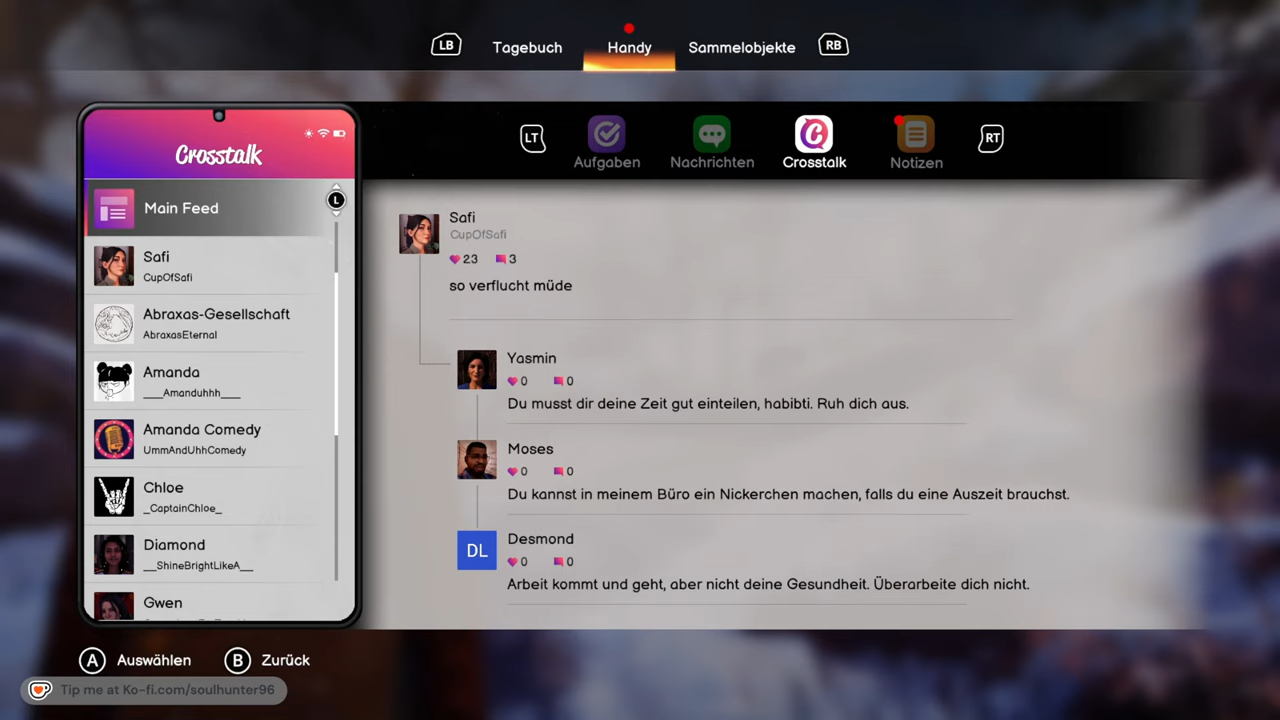 LB
Tagebuch
Handy
Sammelobjekte
RB
Crosstalk
LT
Aufgaben
Nachrichten
Crosstalk
Notizen
RT
Main Feed
L
Safi
CupOfSafi
Abraxas-Gesellschaft
AbraxasEternal
Amanda
____Amanduhhh____
Amanda Comedy
UmmAndUhhComedy
Chloe
_CaptainChloe_
Diamond
__ShineBrightLikeA__
Gwen
Safi
CupOfSafi
23 3
so verflucht müde
Yasmin
0 0
Du musst dir deine Zeit gut einteilen, habibti. Ruh dich aus.
Moses
0 0
Du kannst in meinem Büro ein Nickerchen machen, falls du eine Auszeit brauchst.
DL
Desmond
0 0
Arbeit kommt und geht, aber nicht deine Gesundheit. Überarbeite dich nicht.
A Auswählen
B Zurück
Tip me at Ko-fi.com/soulhunter96